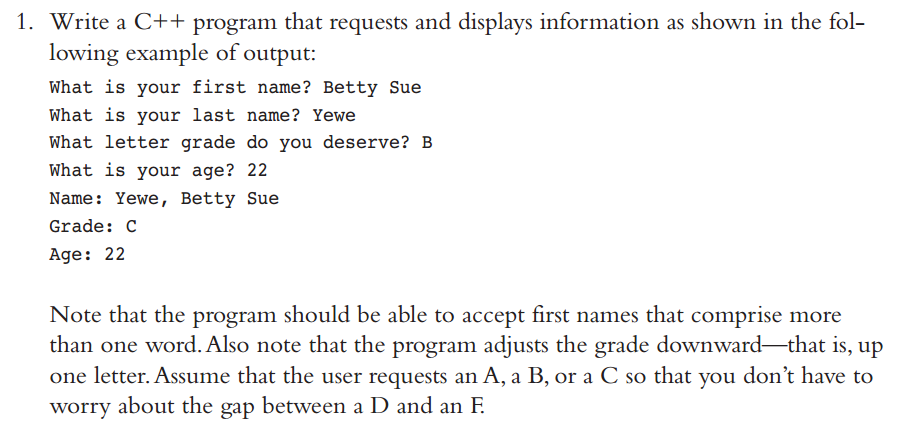 1. Write a C++ program that requests and displays information as shown in the fol-
lowing example of output:
What is your first name? Betty Sue
What is your last name? Yewe
What letter grade do you deserve? B
What is your age? 22
Name: Yewe, Betty Sue
Grade: C
Age: 22
Note that the program should be able to accept first names that comprise more
than one word. Also note that the program adjusts the grade downward—that is, up
one letter. Assume that the user requests an A, a B, or a C so that you don’t have to
worry about the gap between a D and an F.